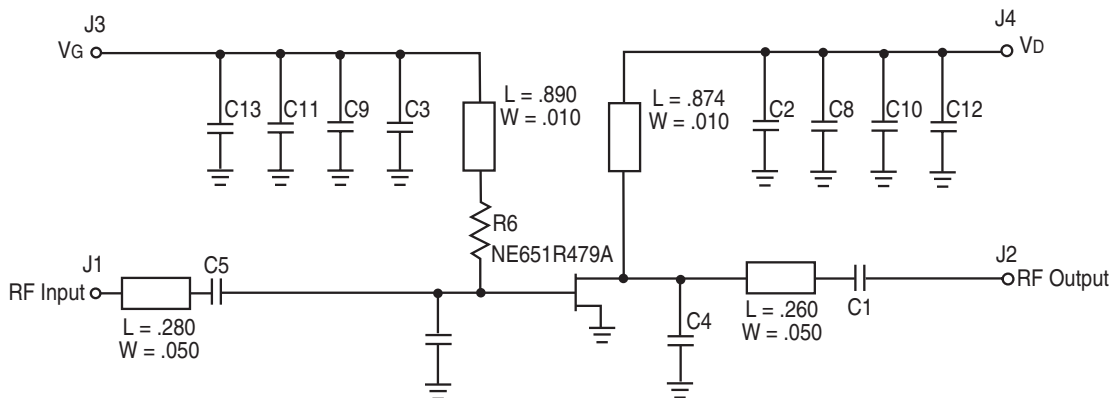 J3
VG
C13
C11
C9
C3
L = .890
W = .010
L = .874
W = .010
C2
C8
C10
C12
J4
VD
R6
NE651R479A
J1
RF Input
C5
L = .280
W = .050
C4
L = .260
W = .050
C1
J2
RF Output